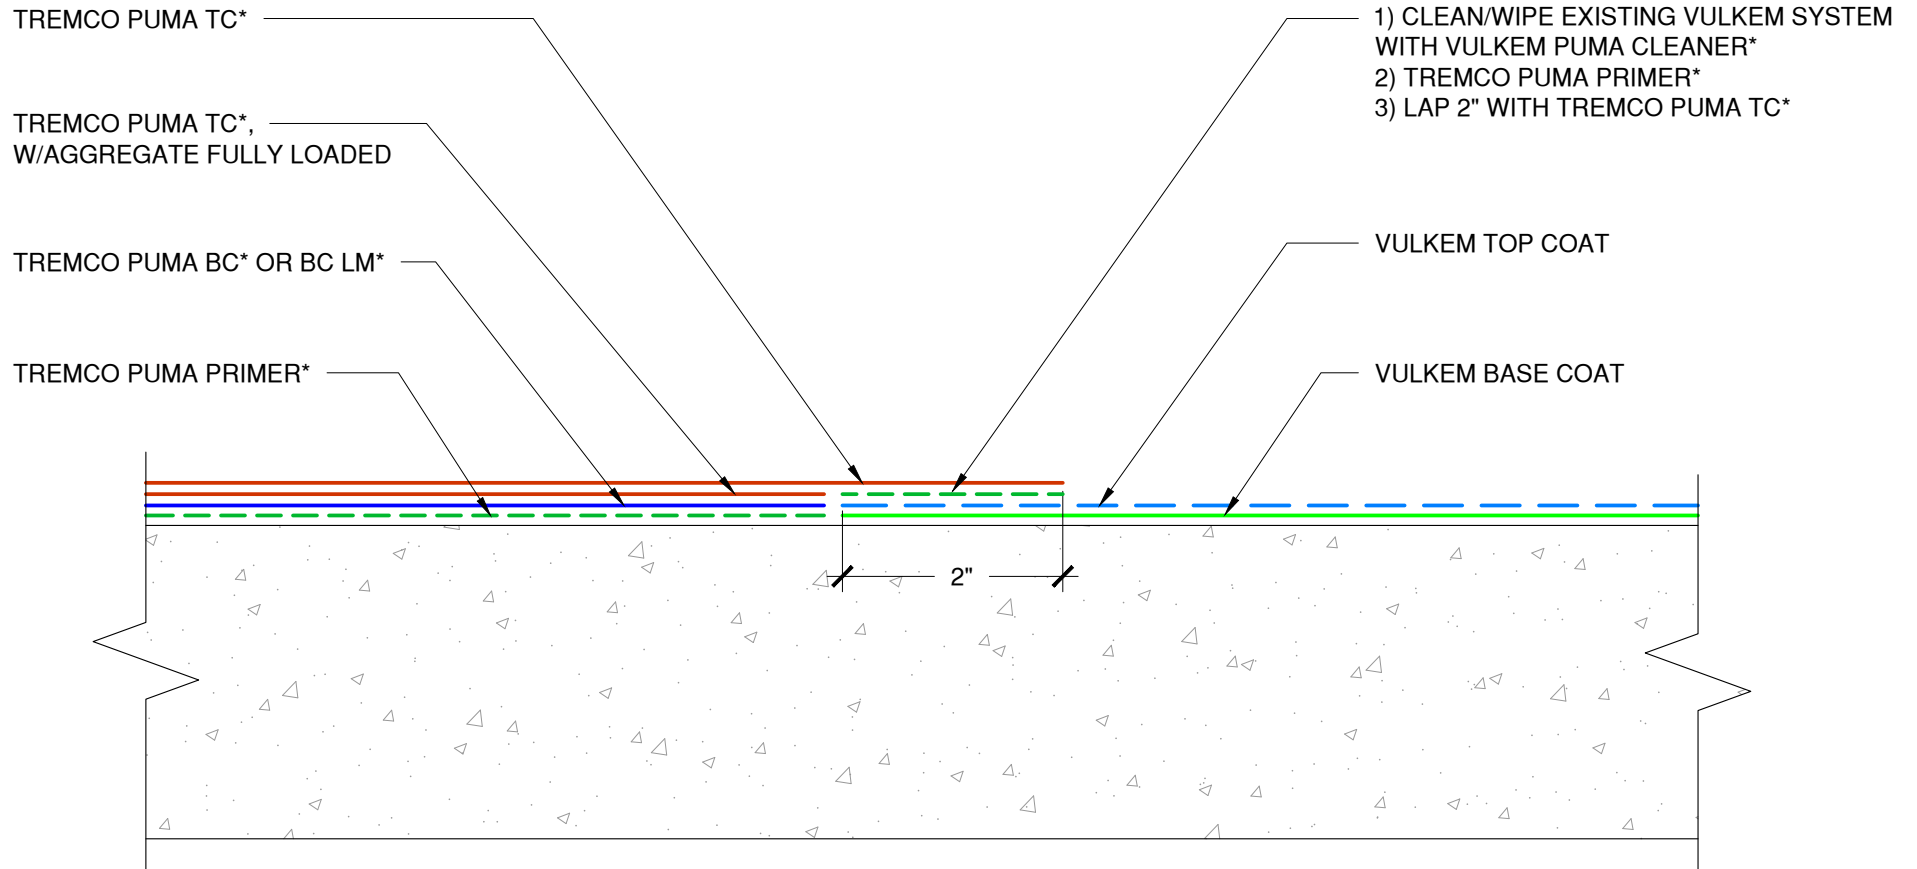 TREMCO PUMA TC*
TREMCO PUMA TC*,
W/AGGREGATE FULLY LOADED
TREMCO PUMA BC* OR BC LM*
TREMCO PUMA PRIMER*
1) CLEAN/WIPE EXISTING VULKEM SYSTEM
WITH VULKEM PUMA CLEANER*
2) TREMCO PUMA PRIMER*
3) LAP 2" WITH TREMCO PUMA TC*
VULKEM TOP COAT
VULKEM BASE COAT
2"